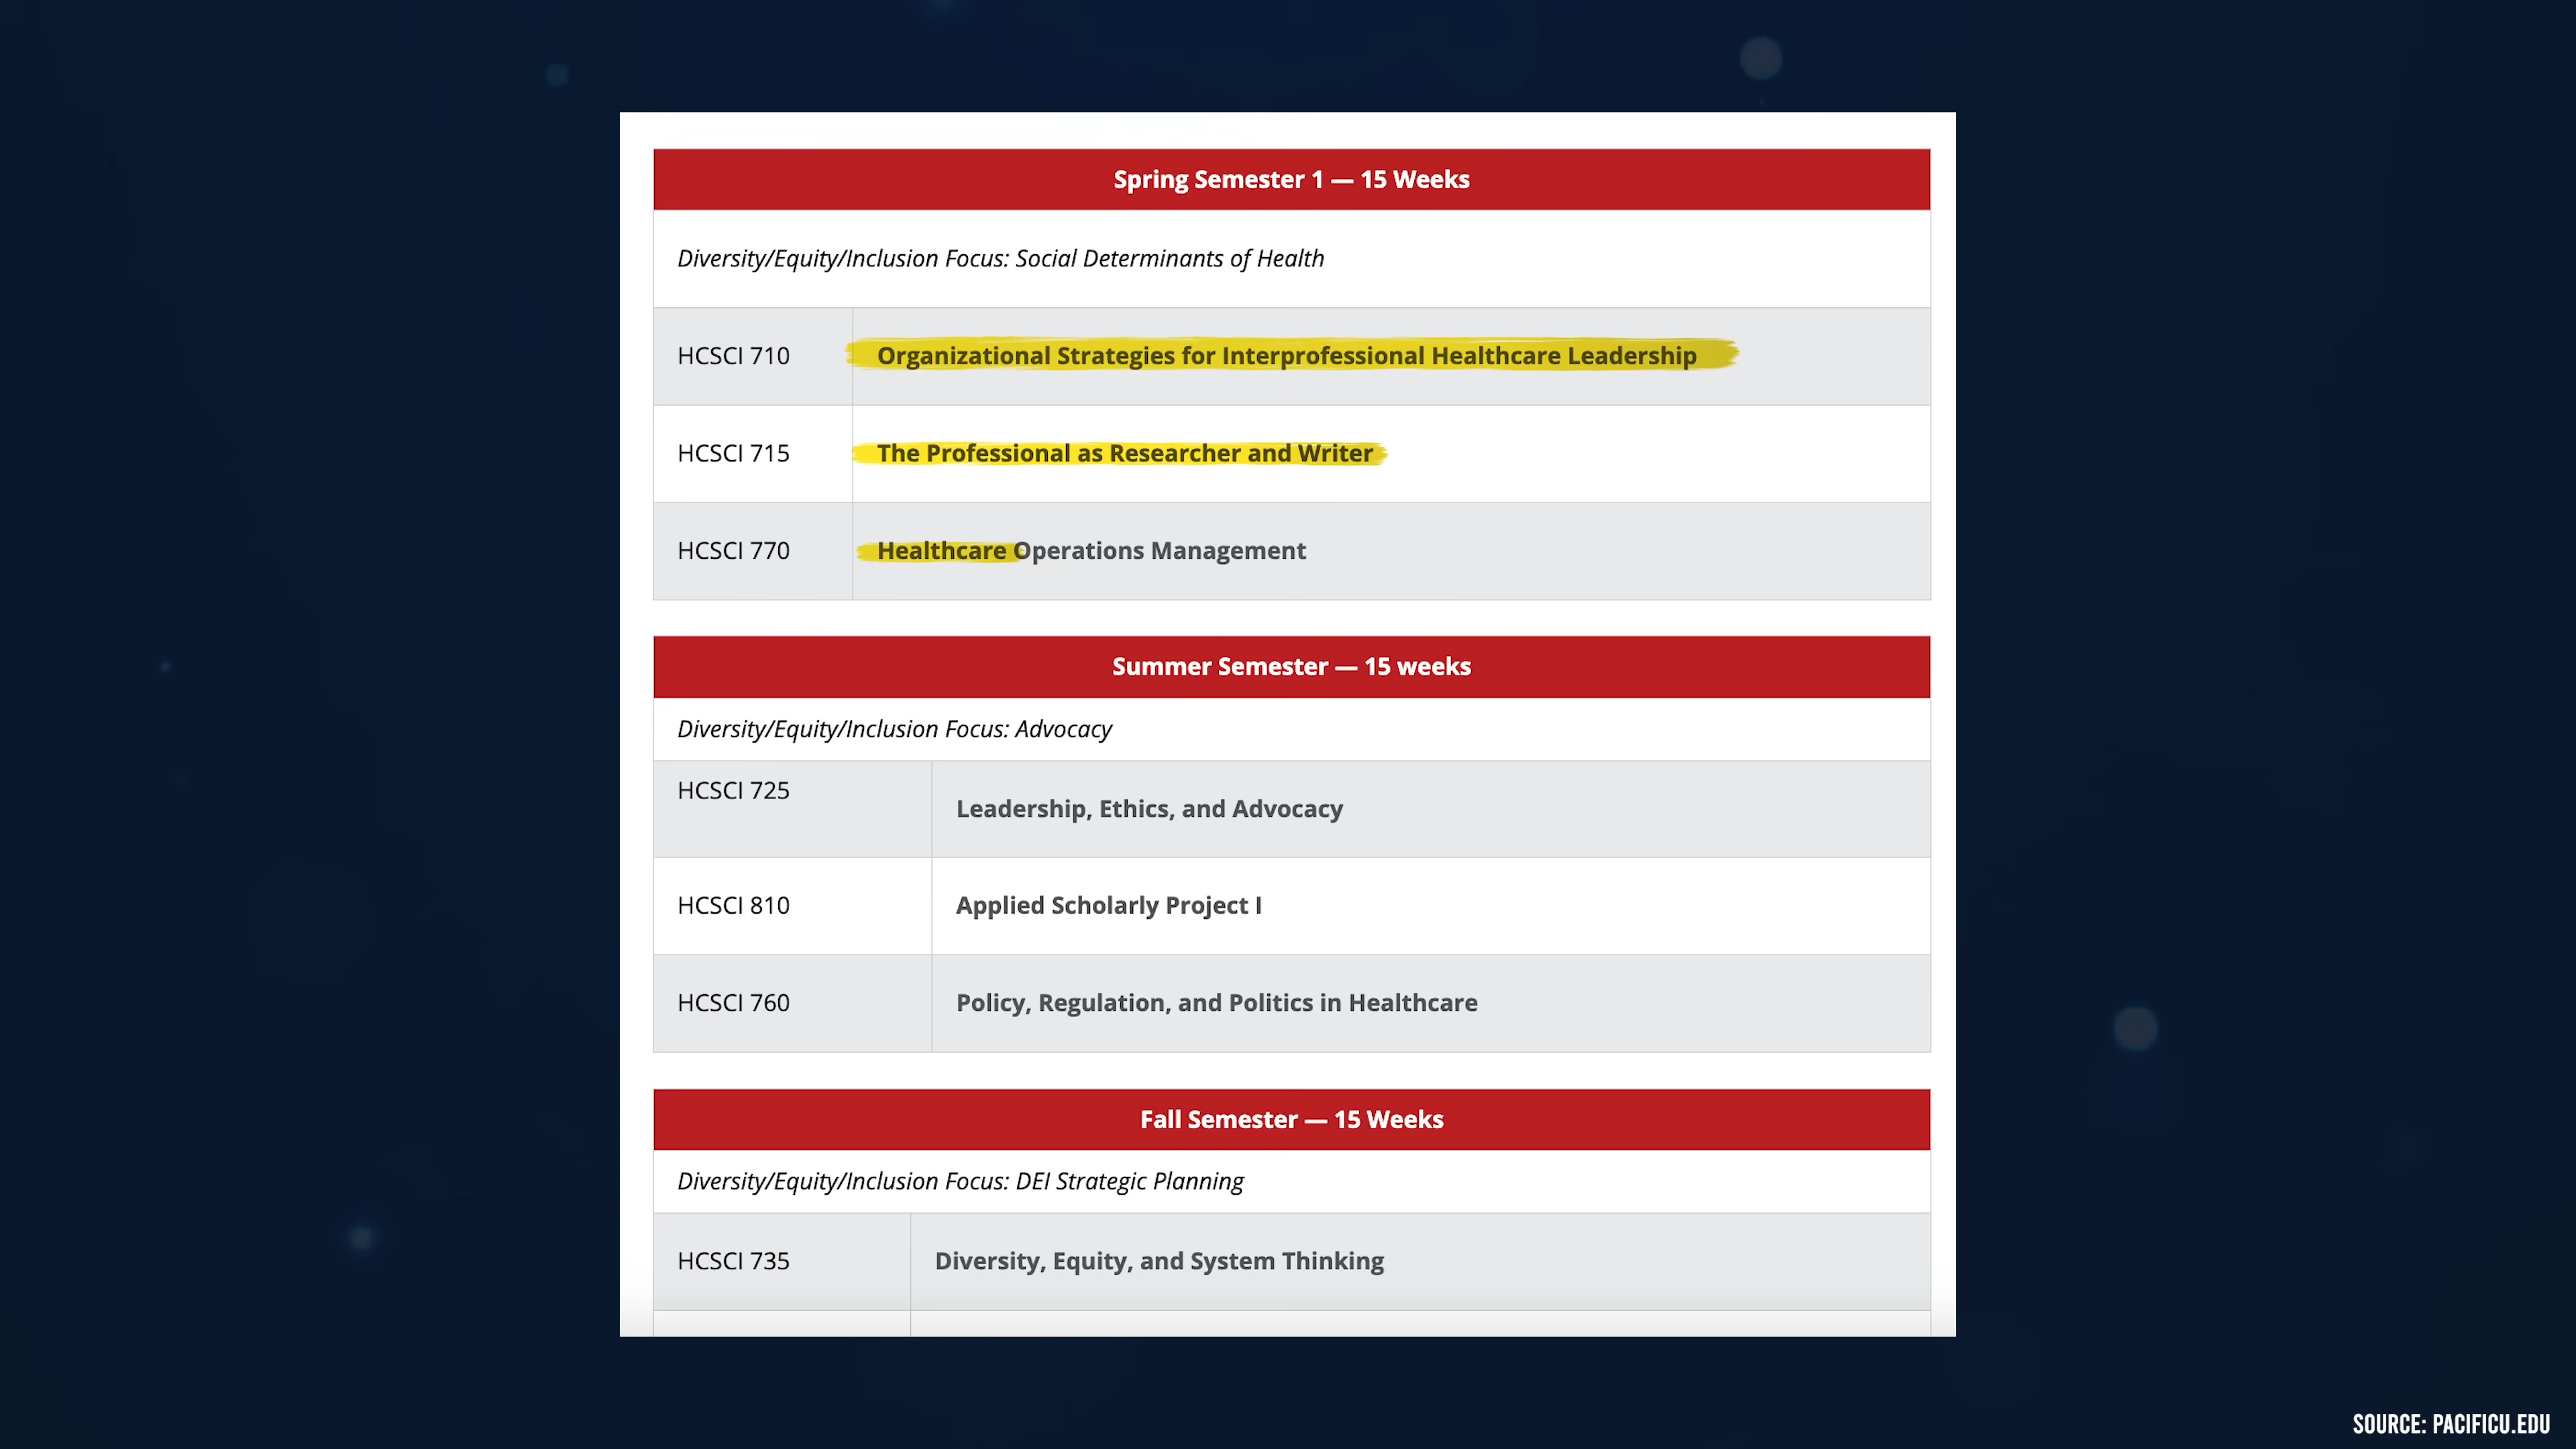 Spring Semester 1 — 15 Weeks
Diversity/Equity/Inclusion Focus: Social Determinants of Health
HCSCI 710 Organizational Strategies for Interprofessional Healthcare Leadership
HCSCI 715 The Professional as Researcher and Writer
HCSCI 770 Healthcare Operations Management
Summer Semester — 15 weeks
Diversity/Equity/Inclusion Focus: Advocacy
HCSCI 725 Leadership, Ethics, and Advocacy
HCSCI 810 Applied Scholarly Project I
HCSCI 760 Policy, Regulation, and Politics in Healthcare
Fall Semester — 15 Weeks
Diversity/Equity/Inclusion Focus: DEI Strategic Planning
HCSCI 735 Diversity, Equity, and System Thinking
SOURCE: PACIFICU.EDU